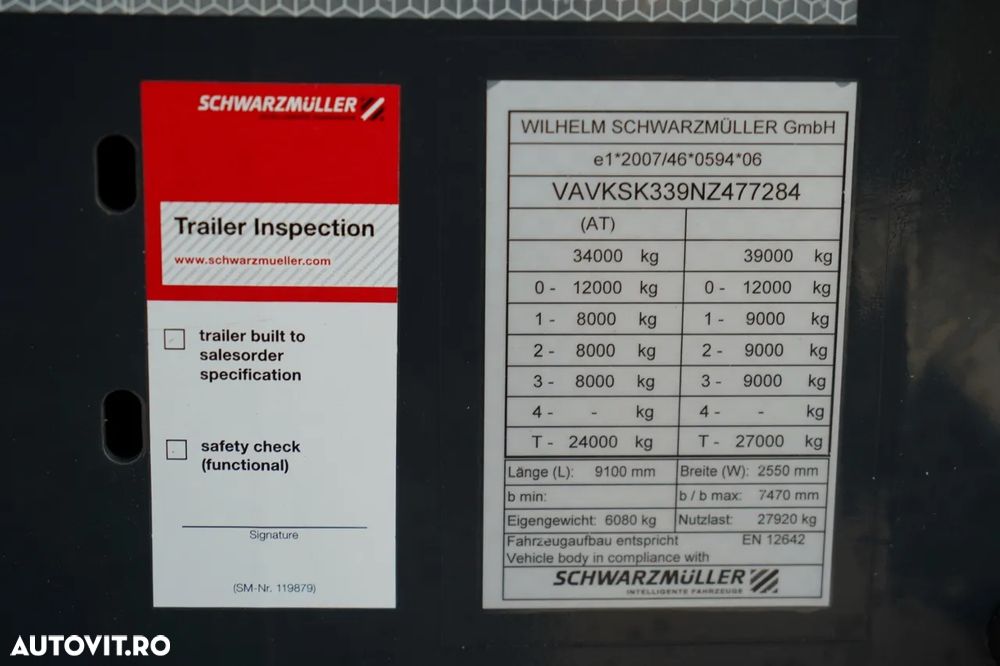 SCHWARZMÜLLER
Trailer Inspection
www.schwarzmueller.com
trailer built to
salesorder
specification
safety check
(functional)
Signature
(SM-Nr. 119879)
WILHELM SCHWARZMÜLLER GmbH
e1*2007/46*0594*06
VAVKSK339NZ477284
(AT)
34000 kg 39000 kg
0- 12000 kg 0- 12000 kg
1- 8000 kg 1- 9000 kg
2- 8000 kg 2- 9000 kg
3- 8000 kg 3- 9000 kg
4- - kg 4- - kg
T- 24000 kg T- 27000 kg
Länge (L): 9100 mm Breite (W): 2550 mm
b min: b / b max: 7470 mm
Eigengewicht: 6080 kg Nutzlast: 27920 kg
Fahrzeugaufbau entspricht EN 12642
Vehicle body in compliance with
SCHWARZMÜLLER
INTELLIGENTE FAHRZEUGE
AUTOVIT.RO